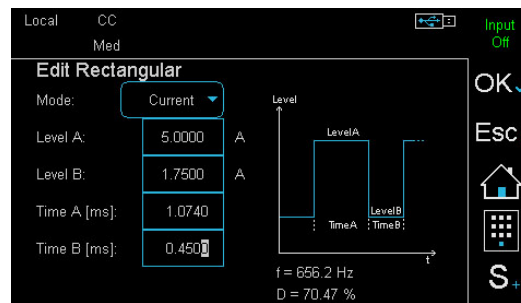 Local CC
Med
Input
Off
Edit Rectangular
Mode: Current
Level A: 5.0000 A
Level B: 1.7500 A
Time A [ms]: 1.0740
Time B [ms]: 0.4500
Level
LevelA
LevelB
TimeA TimeB
t
f = 656.2 Hz
D = 70.47 %
OK
Esc
S+